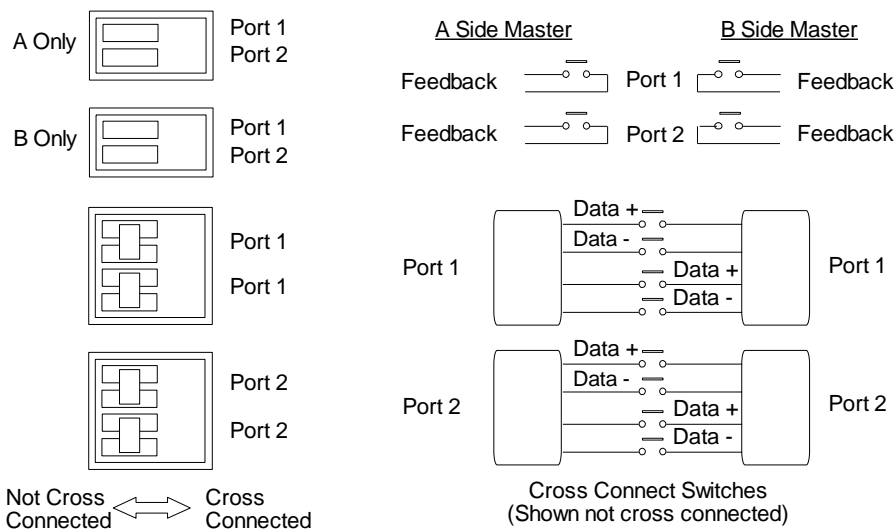 A Only
Port 1
Port 2
B Only
Port 1
Port 2
Port 1
Port 1
Port 2
Port 2
Not Cross
Connected
Cross
Connected
A Side Master
B Side Master
Feedback
Port 1
Feedback
Feedback
Port 2
Feedback
Data +
Data -
Port 1
Data +
Port 1
Data -
Data +
Data -
Port 2
Data +
Port 2
Data -
Cross Connect Switches
(Shown not cross connected)